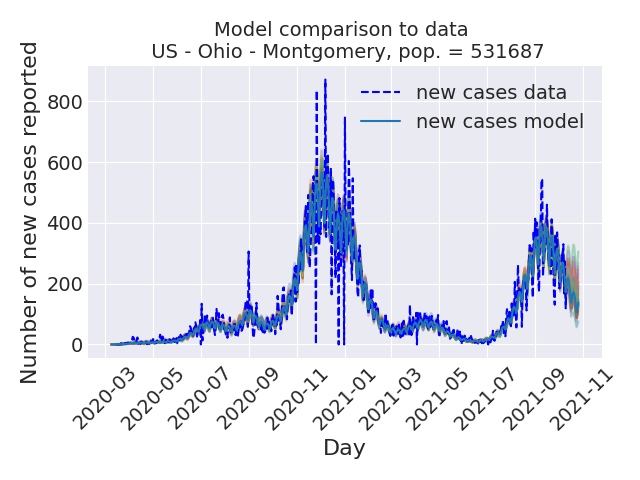 Model comparison to data
US - Ohio - Montgomery, pop. = 531687
Number of new cases reported
800
600
400
200
0
new cases data
new cases model
2020-03
2020-05
2020-07
2020-09
2020-11
2021-01
2021-03
2021-05
2021-07
2021-09
2021-11
Day